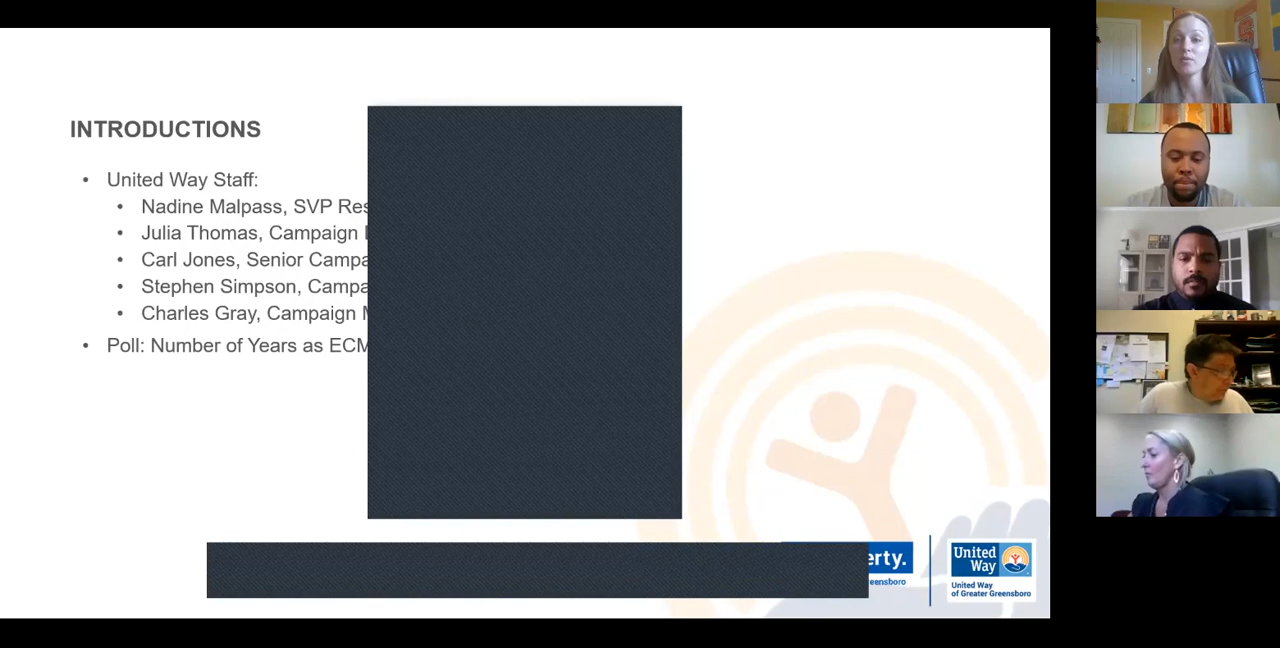 INTRODUCTIONS
• United Way Staff:
• Nadine Malpass, SVP Res
• Julia Thomas, Campaign
• Carl Jones, Senior Campa
• Stephen Simpson, Campa
• Charles Gray, Campaign
• Poll: Number of Years as ECM
erty.
eensboro
United
Way
United Way
of Greater Greensboro